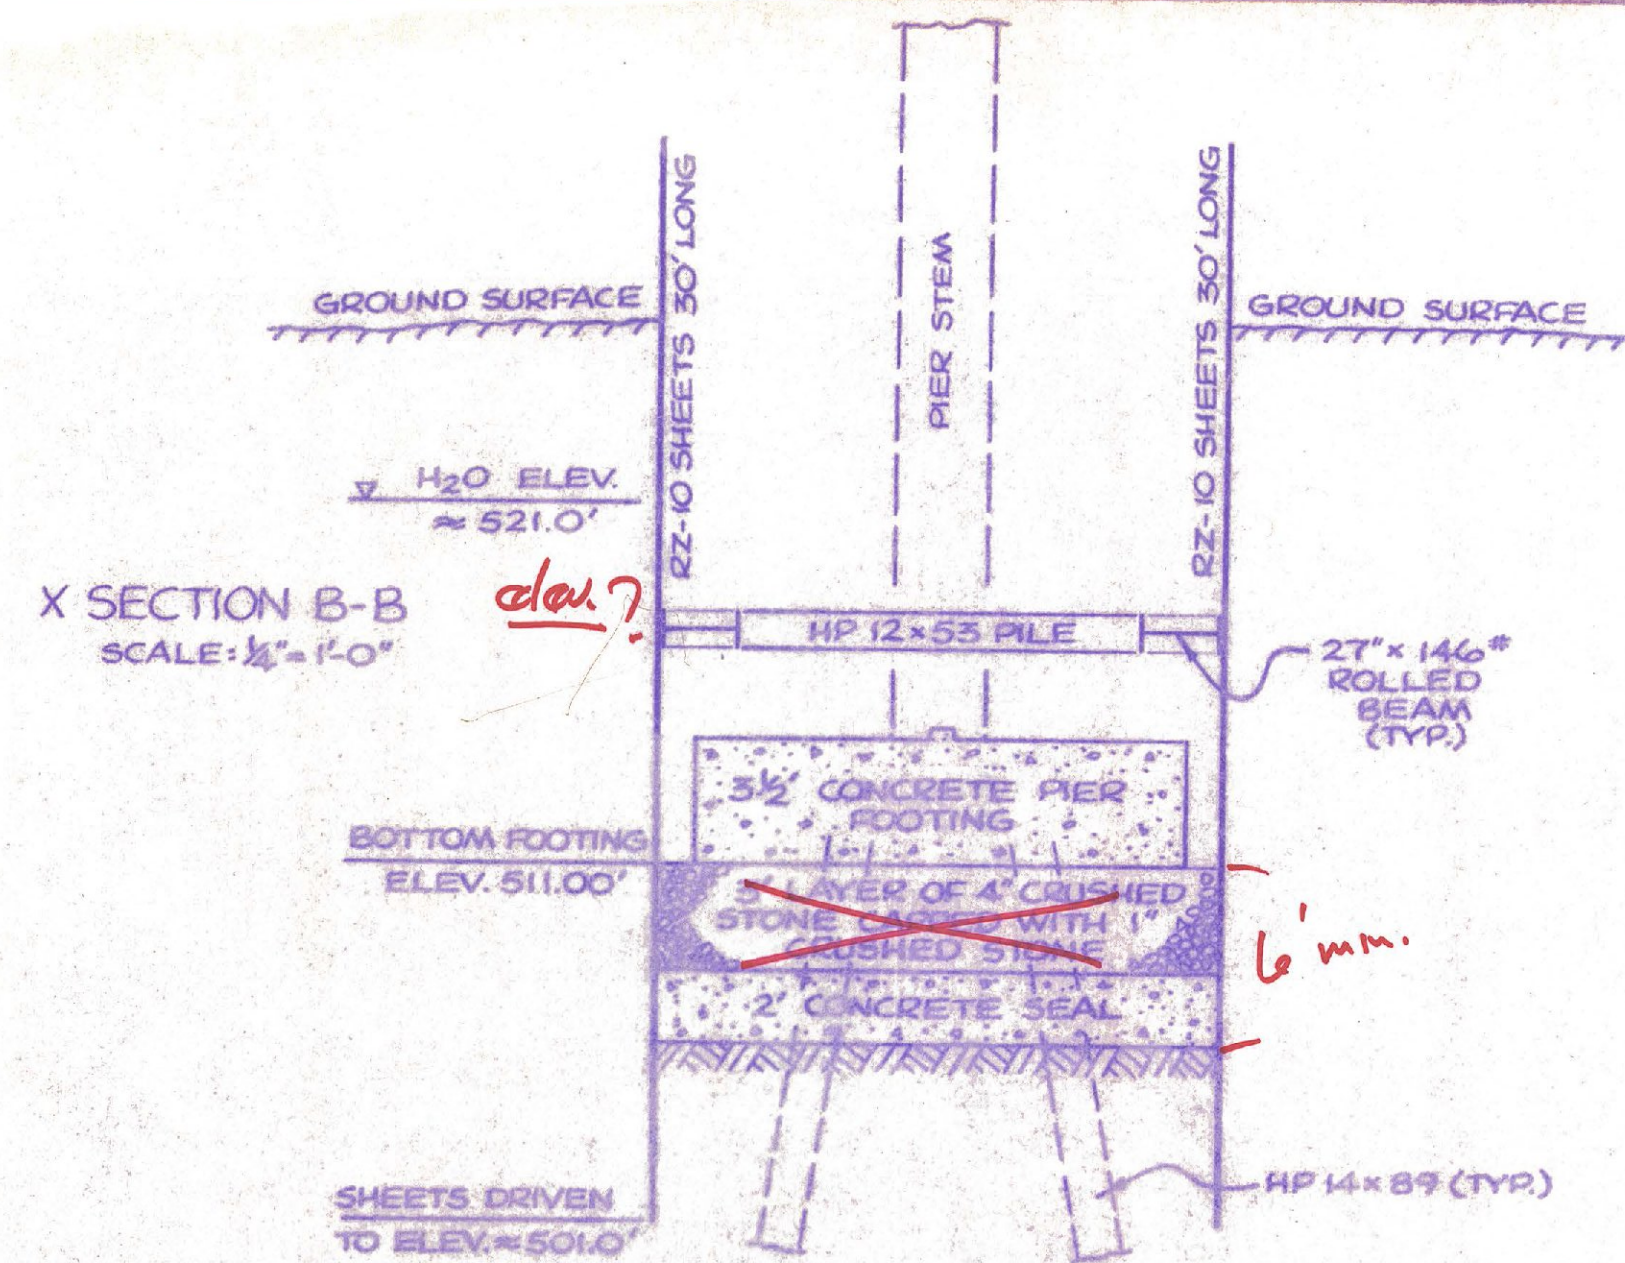 RZ-10 SHEETS 30' LONG
PIER STEM
RZ-10 SHEETS 30' LONG
GROUND SURFACE
GROUND SURFACE
H₂O ELEV.
≈ 521.0'
X SECTION B-B
SCALE: ¼" = 1'-0"
elev. ?
HP 12 × 53 PILE
27" × 146#
ROLLED
BEAM
(TYP.)
3½' CONCRETE PIER
FOOTING
BOTTOM FOOTING
ELEV. 511.00'
3' LAYER OF 4" CRUSHED
STONE CAPPED WITH 1"
CRUSHED STONE
6' min.
2' CONCRETE SEAL
HP 14 × 89 (TYP.)
SHEETS DRIVEN
TO ELEV. ≈ 501.0'